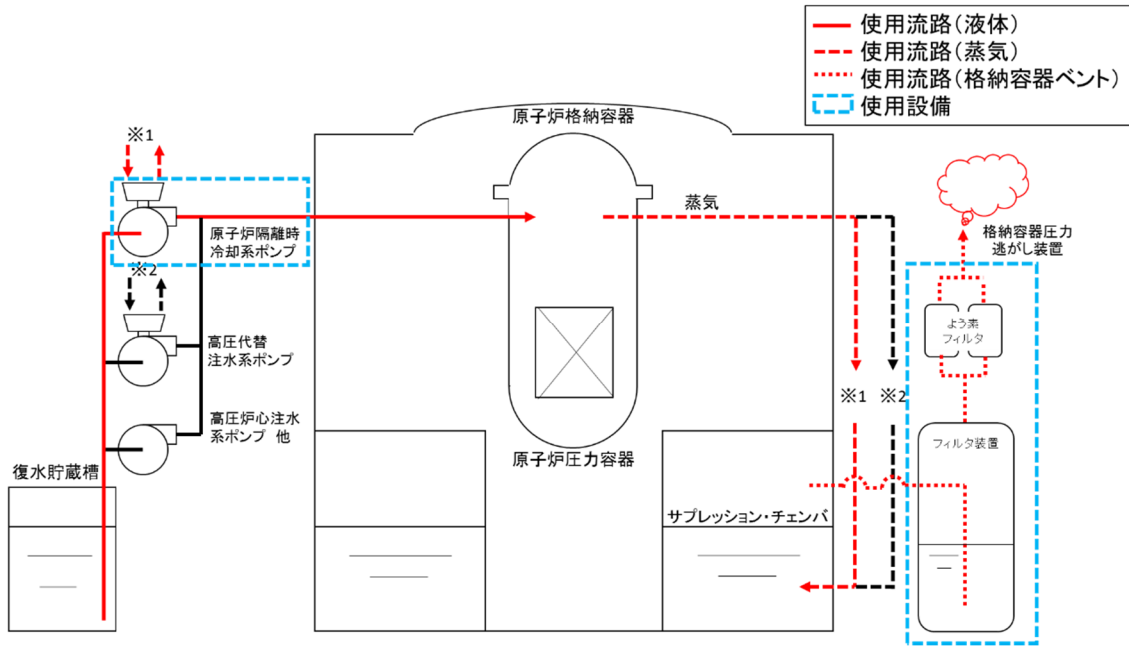 使用流路(液体)
使用流路(蒸気)
使用流路(格納容器ベント)
使用設備
原子炉格納容器
※1
原子炉隔離時
冷却系ポンプ
蒸気
格納容器圧力
逃がし装置
※2
高圧代替
注水系ポンプ
よう素
フィルタ
※1
※2
高圧炉心注水
系ポンプ 他
フィルタ装置
原子炉圧力容器
復水貯蔵槽
サプレッション・チェンバ